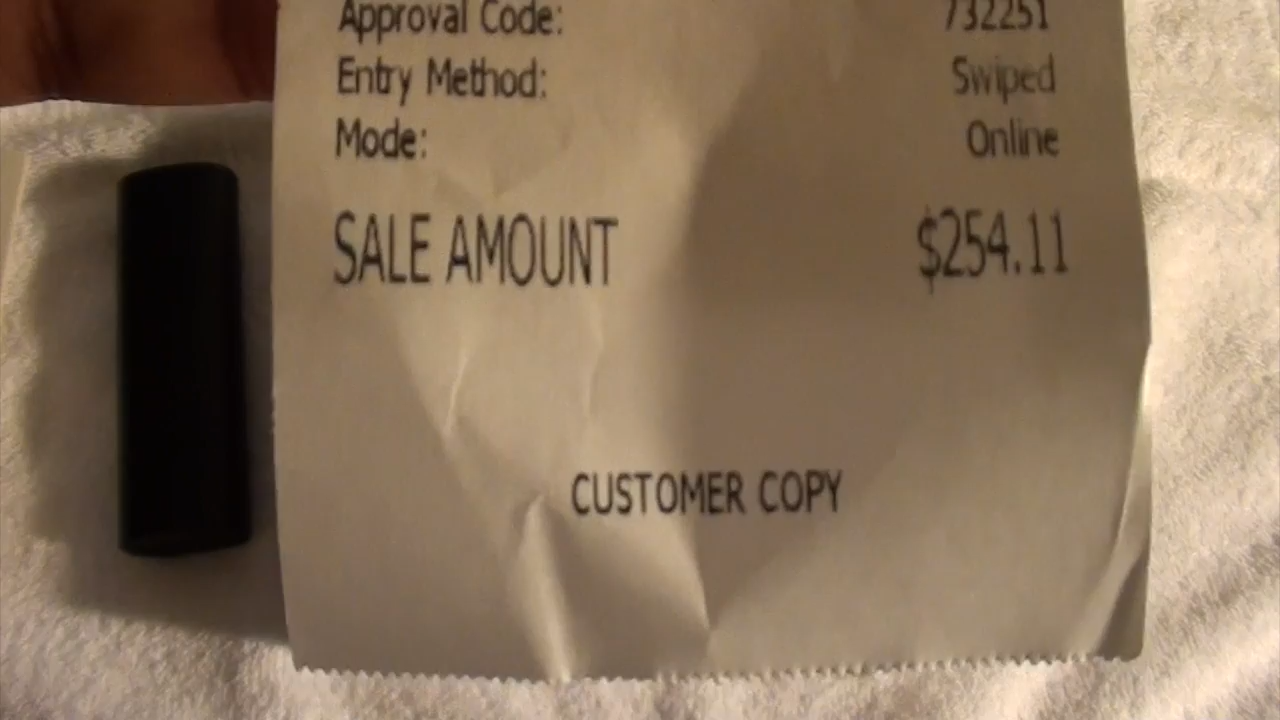 Approval Code: 732251
Entry Method: Swiped
Mode: Online
SALE AMOUNT $254.11
CUSTOMER COPY